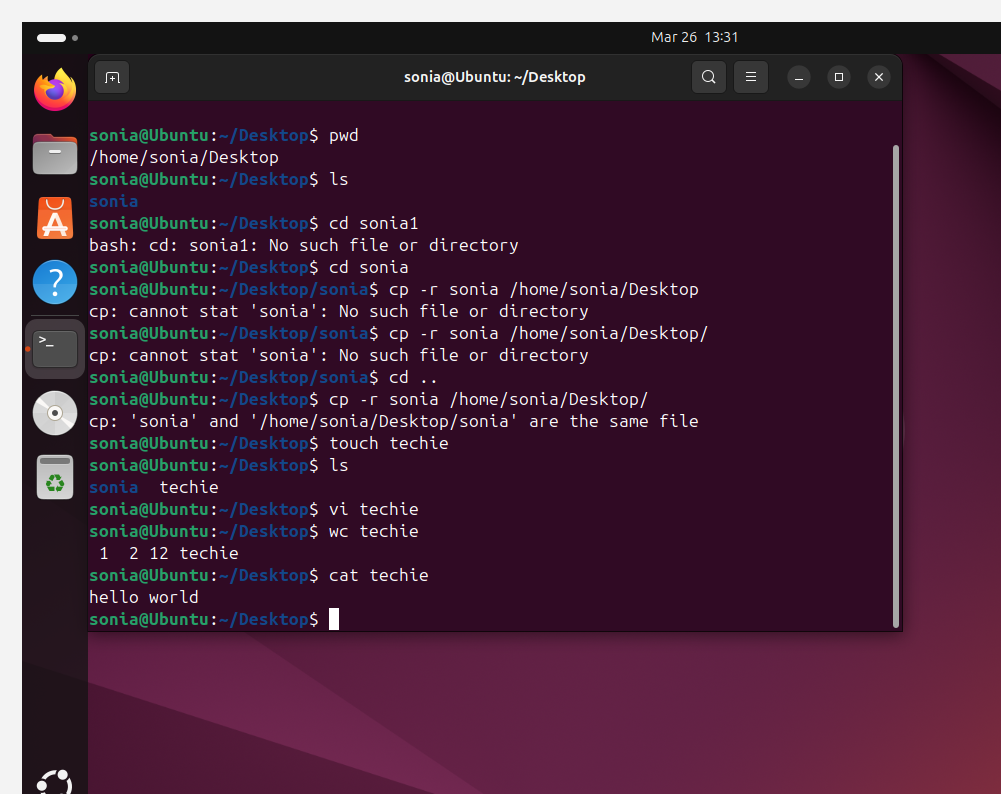 Mar 26 13:31
sonia@Ubuntu: ~/Desktop
sonia@Ubuntu:~/Desktop$ pwd
/home/sonia/Desktop
sonia@Ubuntu:~/Desktop$ ls
sonia
sonia@Ubuntu:~/Desktop$ cd sonia1
bash: cd: sonia1: No such file or directory
sonia@Ubuntu:~/Desktop$ cd sonia
sonia@Ubuntu:~/Desktop/sonia$ cp -r sonia /home/sonia/Desktop
cp: cannot stat 'sonia': No such file or directory
sonia@Ubuntu:~/Desktop/sonia$ cp -r sonia /home/sonia/Desktop/
cp: cannot stat 'sonia': No such file or directory
sonia@Ubuntu:~/Desktop/sonia$ cd ..
sonia@Ubuntu:~/Desktop$ cp -r sonia /home/sonia/Desktop/
cp: 'sonia' and '/home/sonia/Desktop/sonia' are the same file
sonia@Ubuntu:~/Desktop$ touch techie
sonia@Ubuntu:~/Desktop$ ls
sonia  techie
sonia@Ubuntu:~/Desktop$ vi techie
sonia@Ubuntu:~/Desktop$ wc techie
 1  2 12 techie
sonia@Ubuntu:~/Desktop$ cat techie
hello world
sonia@Ubuntu:~/Desktop$